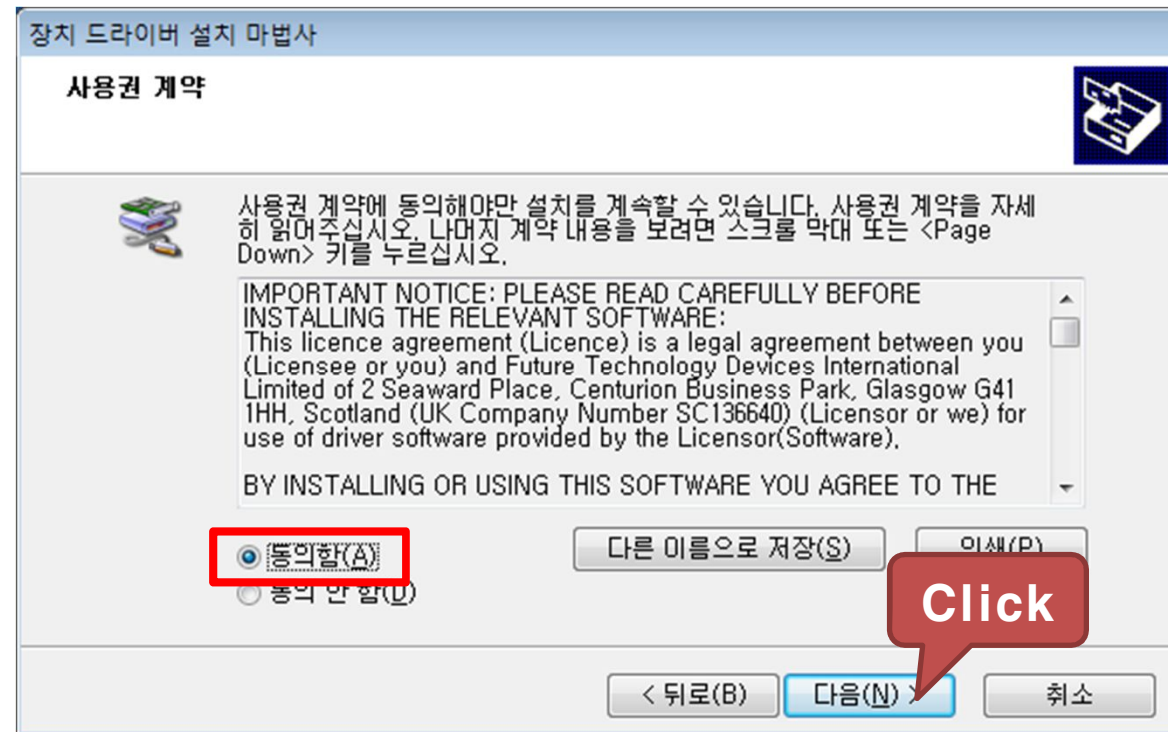 장치 드라이버 설치 마법사
사용권 계약
사용권 계약에 동의해야만 설치를 계속할 수 있습니다. 사용권 계약을 자세
히 읽어주십시오. 나머지 계약 내용을 보려면 스크롤 막대 또는 <Page
Down> 키를 누르십시오.
IMPORTANT NOTICE: PLEASE READ CAREFULLY BEFORE
INSTALLING THE RELEVANT SOFTWARE:
This licence agreement (Licence) is a legal agreement between you
(Licensee or you) and Future Technology Devices International
Limited of 2 Seaward Place, Centurion Business Park, Glasgow G41
1HH, Scotland (UK Company Number SC136640) (Licensor or we) for
use of driver software provided by the Licensor(Software).
BY INSTALLING OR USING THIS SOFTWARE YOU AGREE TO THE
동의함(A) 다른 이름으로 저장(S) 인쇄(P)
동의 안 함(D)
Click
< 뒤로(B) 다음(N) > 취소